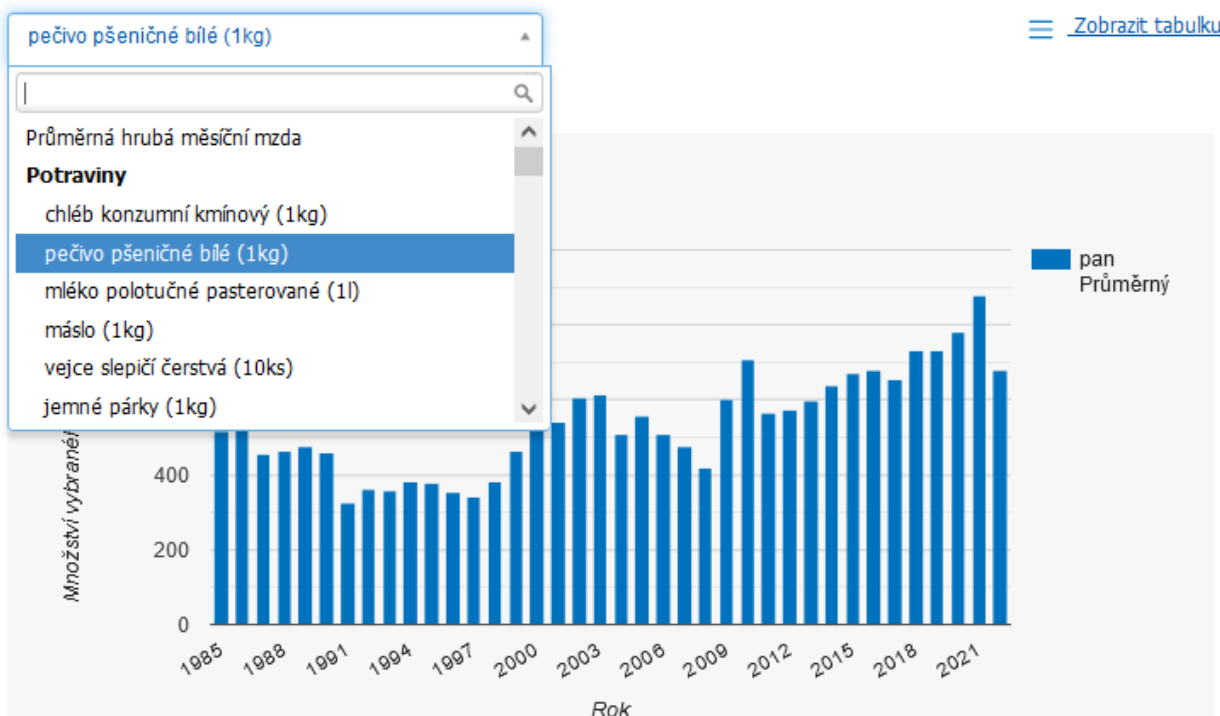 pečivo pšeničné bílé (1kg)
Zobrazit tabulku
Průměrná hrubá měsíční mzda
Potraviny
chléb konzumní kmínový (1kg)
pečivo pšeničné bílé (1kg)
mléko polotučné pasterované (1l)
máslo (1kg)
vejce slepičí čerstvá (10ks)
jemné párky (1kg)
pan
Průměrný
Množství
400
200
0
1985
1988
1991
1994
1997
2000
2003
2006
2009
2012
2015
2018
2021
Rok